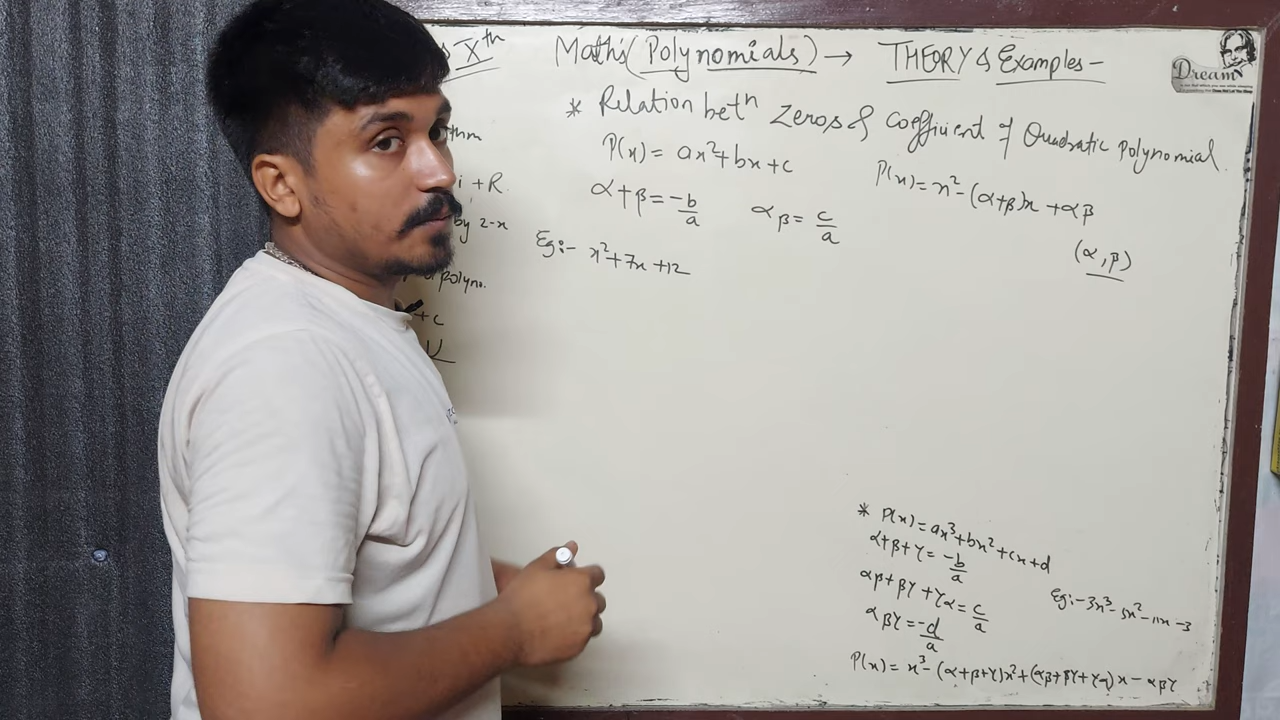 Xth
Maths (Polynomials) → THEORY & Examples -
Dream
* Relation betn Zeros & coefficient of Quadratic polynomial
P(x) = ax²+bx+c
P(x) = x² - (α+β)x + αβ
α+β = -b/a
αβ = c/a
(α, β)
Eg:- x²+7x+12
thm
+ R
by 2-x
polyno.
+c
K
* P(x) = ax³+bx²+cx+d
α+β+γ = -b/a
αβ+βγ+γα = c/a
Eg:- 3x³-5x²-11x-3
αβγ = -d/a
P(x) = x³-(α+β+γ)x²+(αβ+βγ+γα)x-αβγ